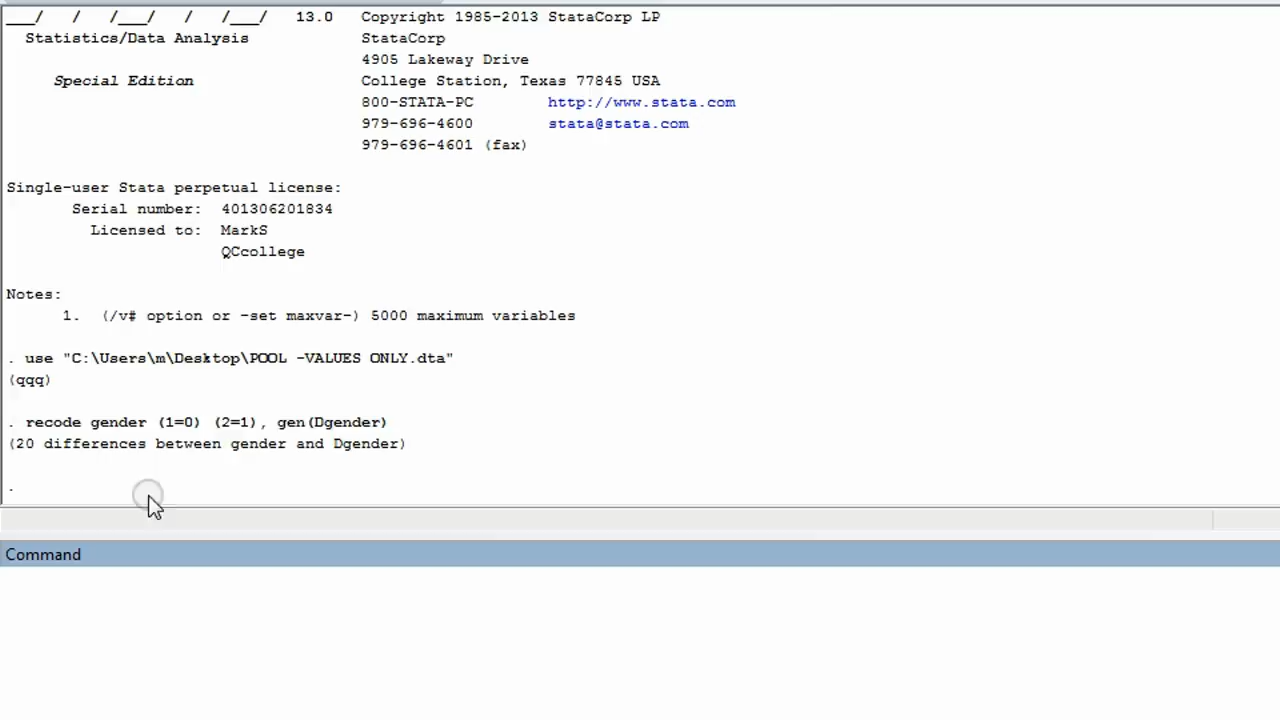 ___/ / /___/ / /___/ 13.0 Copyright 1985-2013 StataCorp LP
Statistics/Data Analysis StataCorp
4905 Lakeway Drive
Special Edition College Station, Texas 77845 USA
800-STATA-PC http://www.stata.com
979-696-4600 stata@stata.com
979-696-4601 (fax)
Single-user Stata perpetual license:
Serial number: 401306201834
Licensed to: MarkS
QCcollege
Notes:
1. (/v# option or -set maxvar-) 5000 maximum variables
. use "C:\Users\m\Desktop\POOL -VALUES ONLY.dta"
(qqq)
. recode gender (1=0) (2=1), gen(Dgender)
(20 differences between gender and Dgender)
.
Command